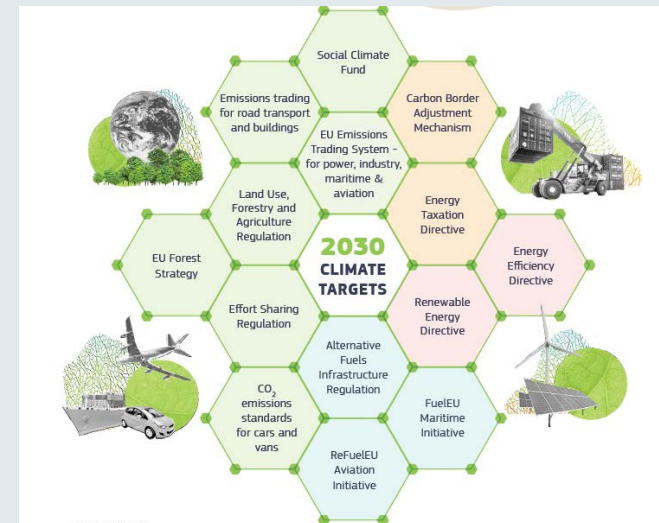 Social Climate
Fund
Emissions trading
for road transport
and buildings
Carbon Border
Adjustment
Mechanism
EU Emissions
Trading System -
for power, industry,
maritime &
aviation
Land Use,
Forestry and
Agriculture
Regulation
Energy
Taxation
Directive
EU Forest
Strategy
2030
CLIMATE
TARGETS
Energy
Efficiency
Directive
Effort Sharing
Regulation
Renewable
Energy
Directive
Alternative
Fuels
Infrastructure
Regulation
CO₂
emissions
standards
for cars and
vans
FuelEU
Maritime
Initiative
ReFuelEU
Aviation
Initiative